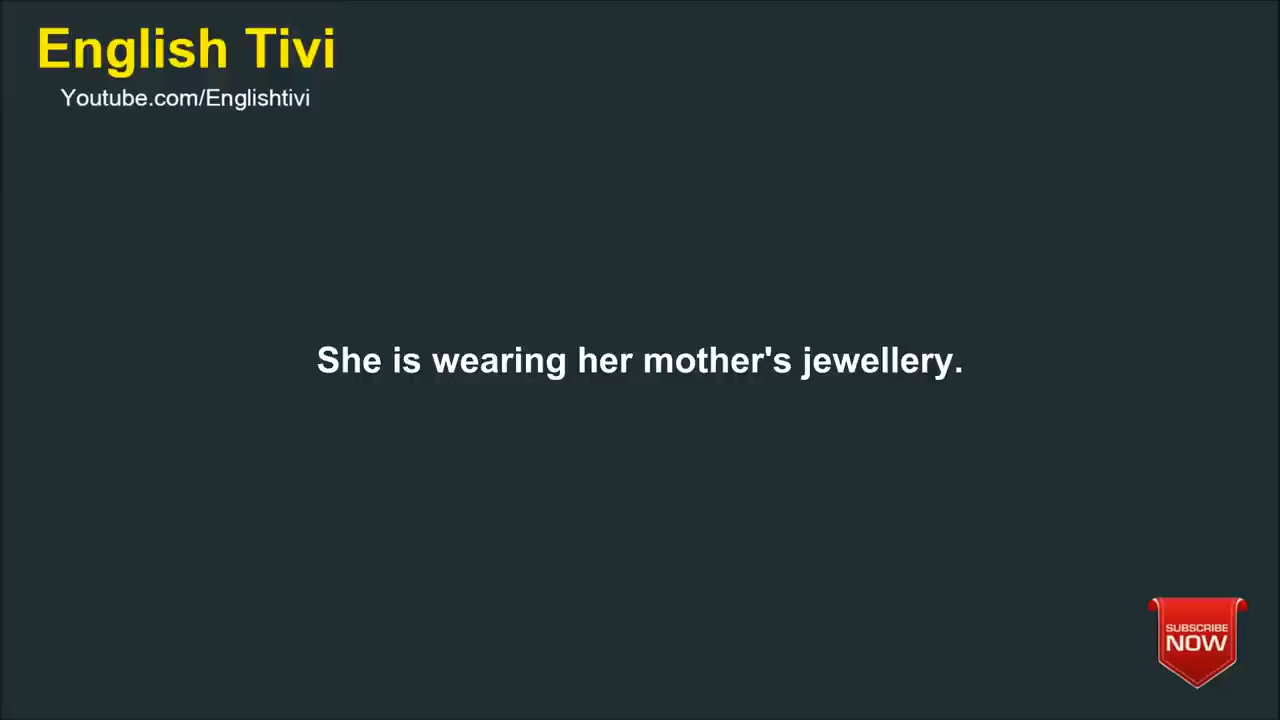 English Tivi
Youtube.com/Englishtivi
She is wearing her mother's jewellery.
SUBSCRIBE
NOW